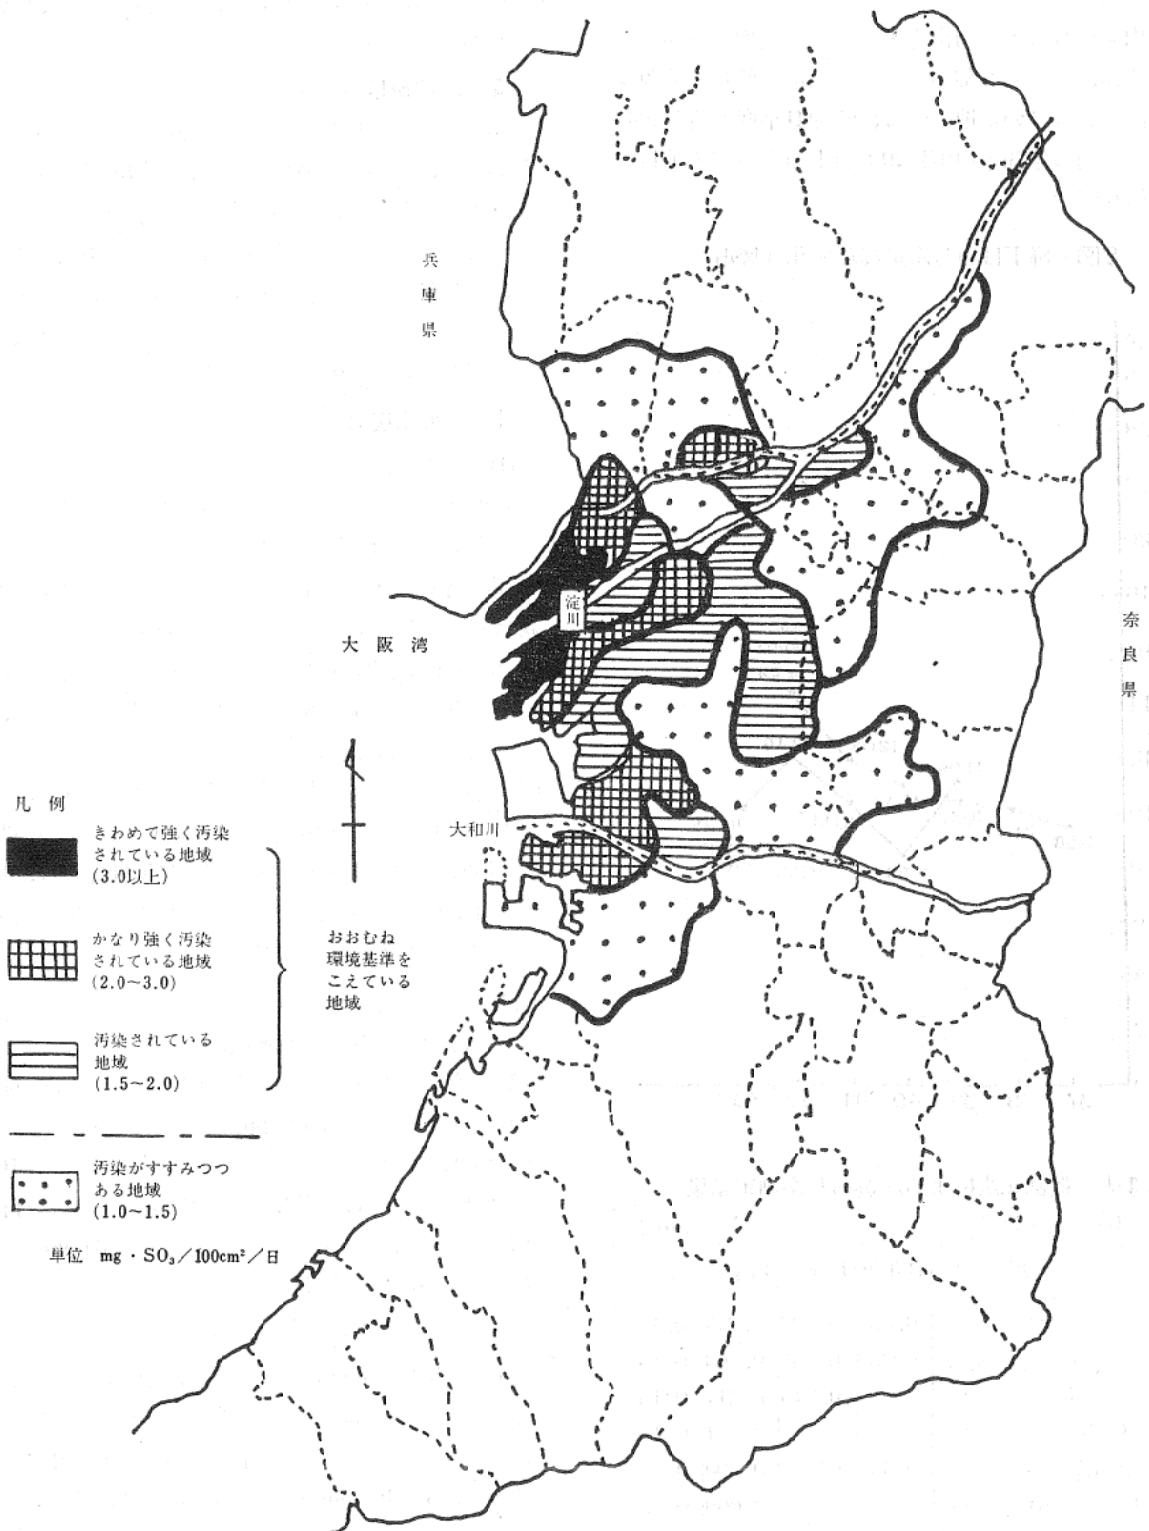 兵庫県
淀川
大阪湾
奈良県
大和川
凡例
きわめて強く汚染
されている地域
(3.0以上)
かなり強く汚染
されている地域
(2.0~3.0)
おおむね
環境基準を
こえている
地域
汚染されている
地域
(1.5~2.0)
汚染がすすみつつ
ある地域
(1.0~1.5)
単位 mg・SO₃/100cm²/日